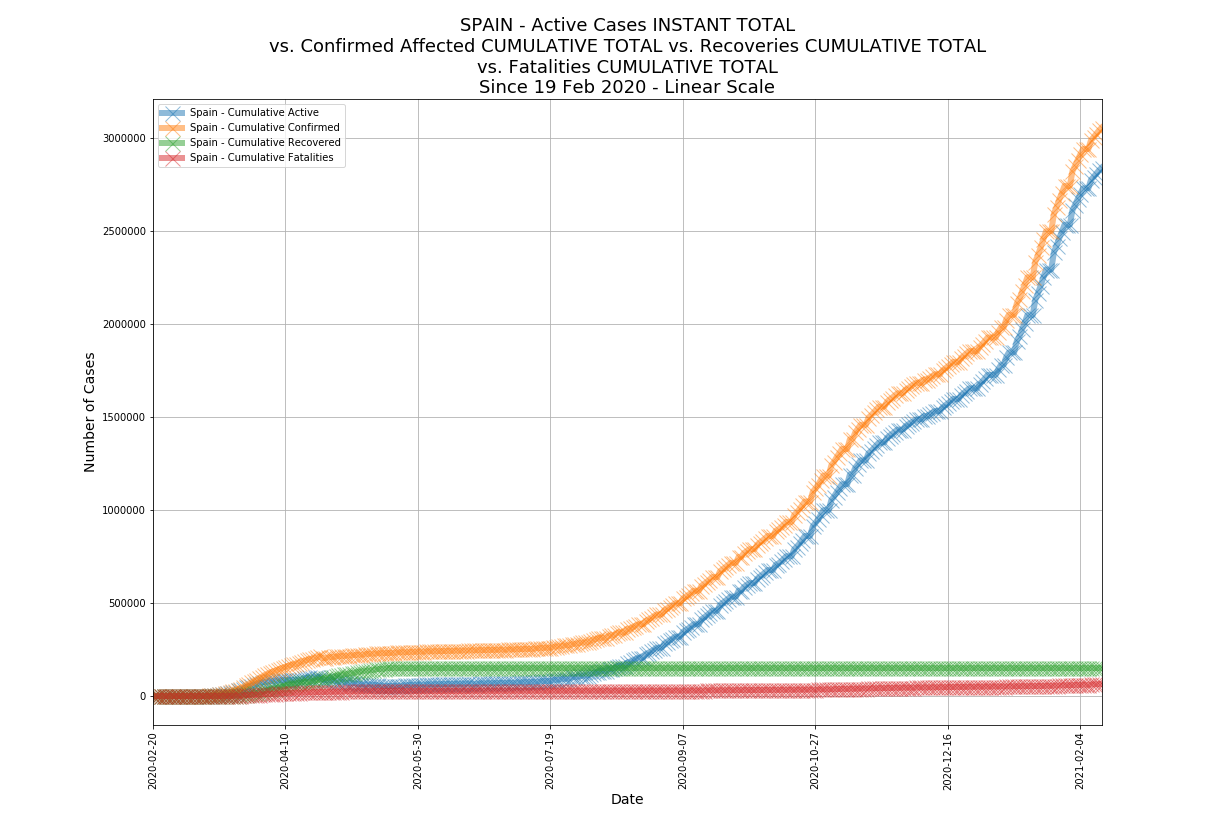 SPAIN - Active Cases INSTANT TOTAL
vs. Confirmed Affected CUMULATIVE TOTAL vs. Recoveries CUMULATIVE TOTAL
vs. Fatalities CUMULATIVE TOTAL
Since 19 Feb 2020 - Linear Scale
Spain - Cumulative Active
Spain - Cumulative Confirmed
Spain - Cumulative Recovered
Spain - Cumulative Fatalities
3000000
2500000
2000000
1500000
1000000
500000
0
Number of Cases
2020-02-20
2020-04-10
2020-05-30
2020-07-19
2020-09-07
2020-10-27
2020-12-16
2021-02-04
Date